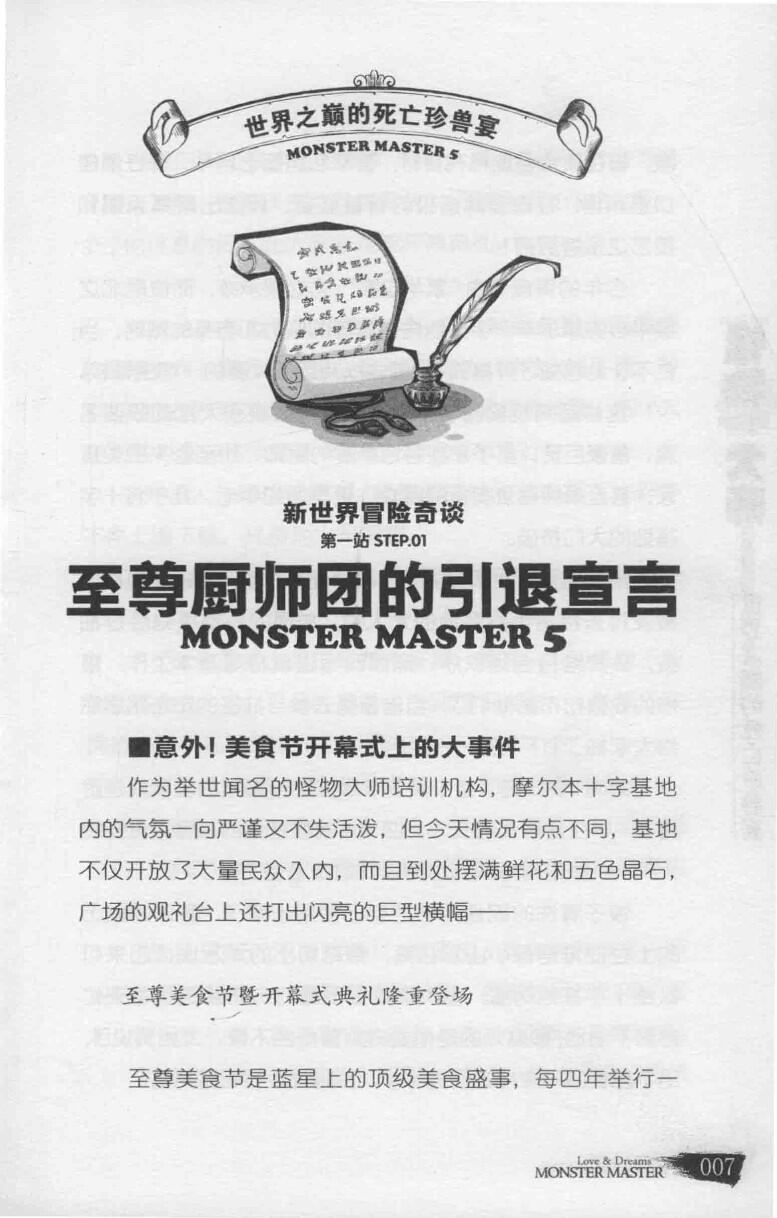 世界之巅的死亡珍兽宴
MONSTER MASTER 5
新世界冒险奇谈
第一站 STEP.01
至尊厨师团的引退宣言
MONSTER MASTER 5
■意外！美食节开幕式上的大事件
作为举世闻名的怪物大师培训机构，摩尔本十字基地
内的气氛一向严谨又不失活泼，但今天情况有点不同，基地
不仅开放了大量民众入内，而且到处摆满鲜花和五色晶石，
广场的观礼台上还打出闪亮的巨型横幅——
至尊美食节暨开幕式典礼隆重登场
至尊美食节是蓝星上的顶级美食盛事，每四年举行一
Love & Dreams
MONSTER MASTER
007